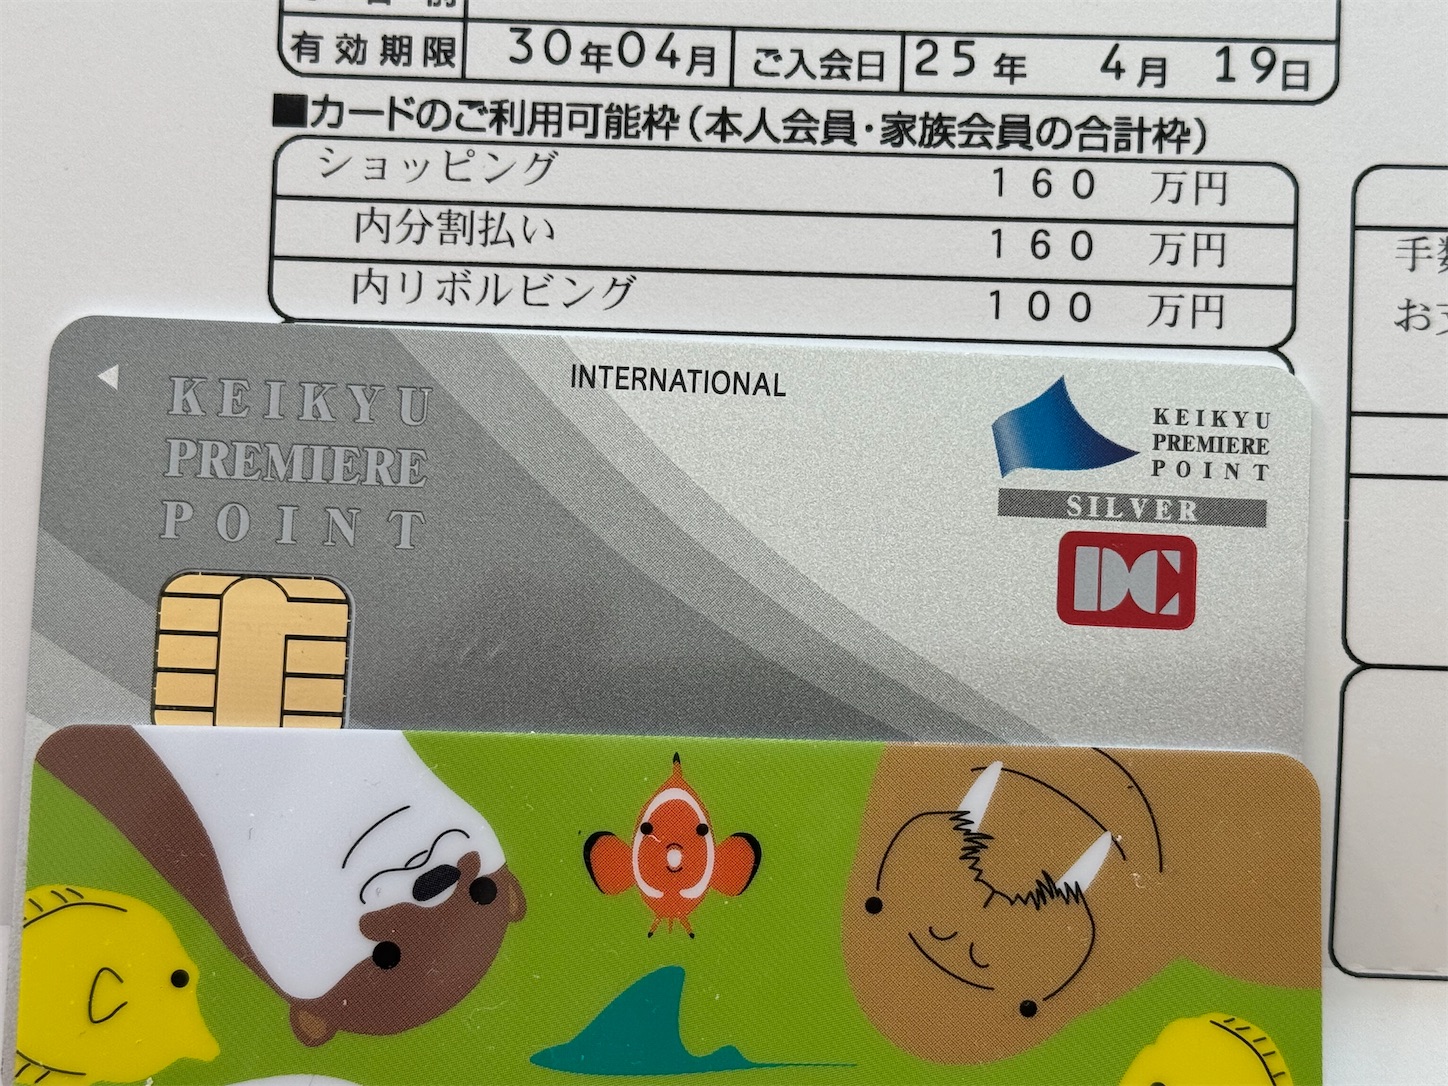 有効期限 30年04月 ご入会日 25年 4月 19日
■カードのご利用可能枠(本人会員・家族会員の合計枠)
ショッピング 160 万円
内分割払い 160 万円
内リボルビング 100 万円
手
お
KEIKYU
PREMIERE
POINT
INTERNATIONAL
KEIKYU
PREMIERE
POINT
SILVER
DC